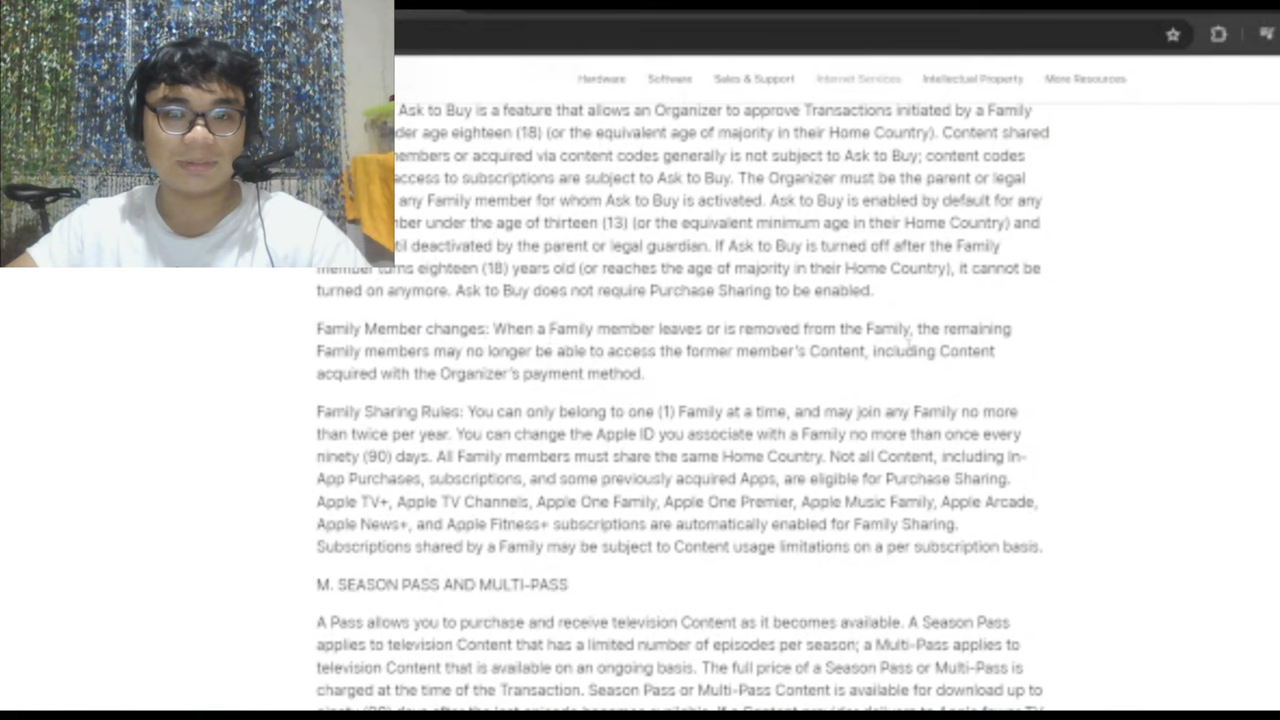 Hardware Software Sales & Support Internet Services Intellectual Property More Resources
Ask to Buy is a feature that allows an Organizer to approve Transactions initiated by a Family
der age eighteen (18) (or the equivalent age of majority in their Home Country). Content shared
members or acquired via content codes generally is not subject to Ask to Buy; content codes
access to subscriptions are subject to Ask to Buy. The Organizer must be the parent or legal
any Family member for whom Ask to Buy is activated. Ask to Buy is enabled by default for any
ber under the age of thirteen (13) (or the equivalent minimum age in their Home Country) and
til deactivated by the parent or legal guardian. If Ask to Buy is turned off after the Family
member turns eighteen (18) years old (or reaches the age of majority in their Home Country), it cannot be
turned on anymore. Ask to Buy does not require Purchase Sharing to be enabled.
Family Member changes: When a Family member leaves or is removed from the Family, the remaining
Family members may no longer be able to access the former member's Content, including Content
acquired with the Organizer's payment method.
Family Sharing Rules: You can only belong to one (1) Family at a time, and may join any Family no more
than twice per year. You can change the Apple ID you associate with a Family no more than once every
ninety (90) days. All Family members must share the same Home Country. Not all Content, including In-
App Purchases, subscriptions, and some previously acquired Apps, are eligible for Purchase Sharing.
Apple TV+, Apple TV Channels, Apple One Family, Apple One Premier, Apple Music Family, Apple Arcade,
Apple News+, and Apple Fitness+ subscriptions are automatically enabled for Family Sharing.
Subscriptions shared by a Family may be subject to Content usage limitations on a per subscription basis.
M. SEASON PASS AND MULTI-PASS
A Pass allows you to purchase and receive television Content as it becomes available. A Season Pass
applies to television Content that has a limited number of episodes per season; a Multi-Pass applies to
television Content that is available on an ongoing basis. The full price of a Season Pass or Multi-Pass is
charged at the time of the Transaction. Season Pass or Multi-Pass Content is available for download up to